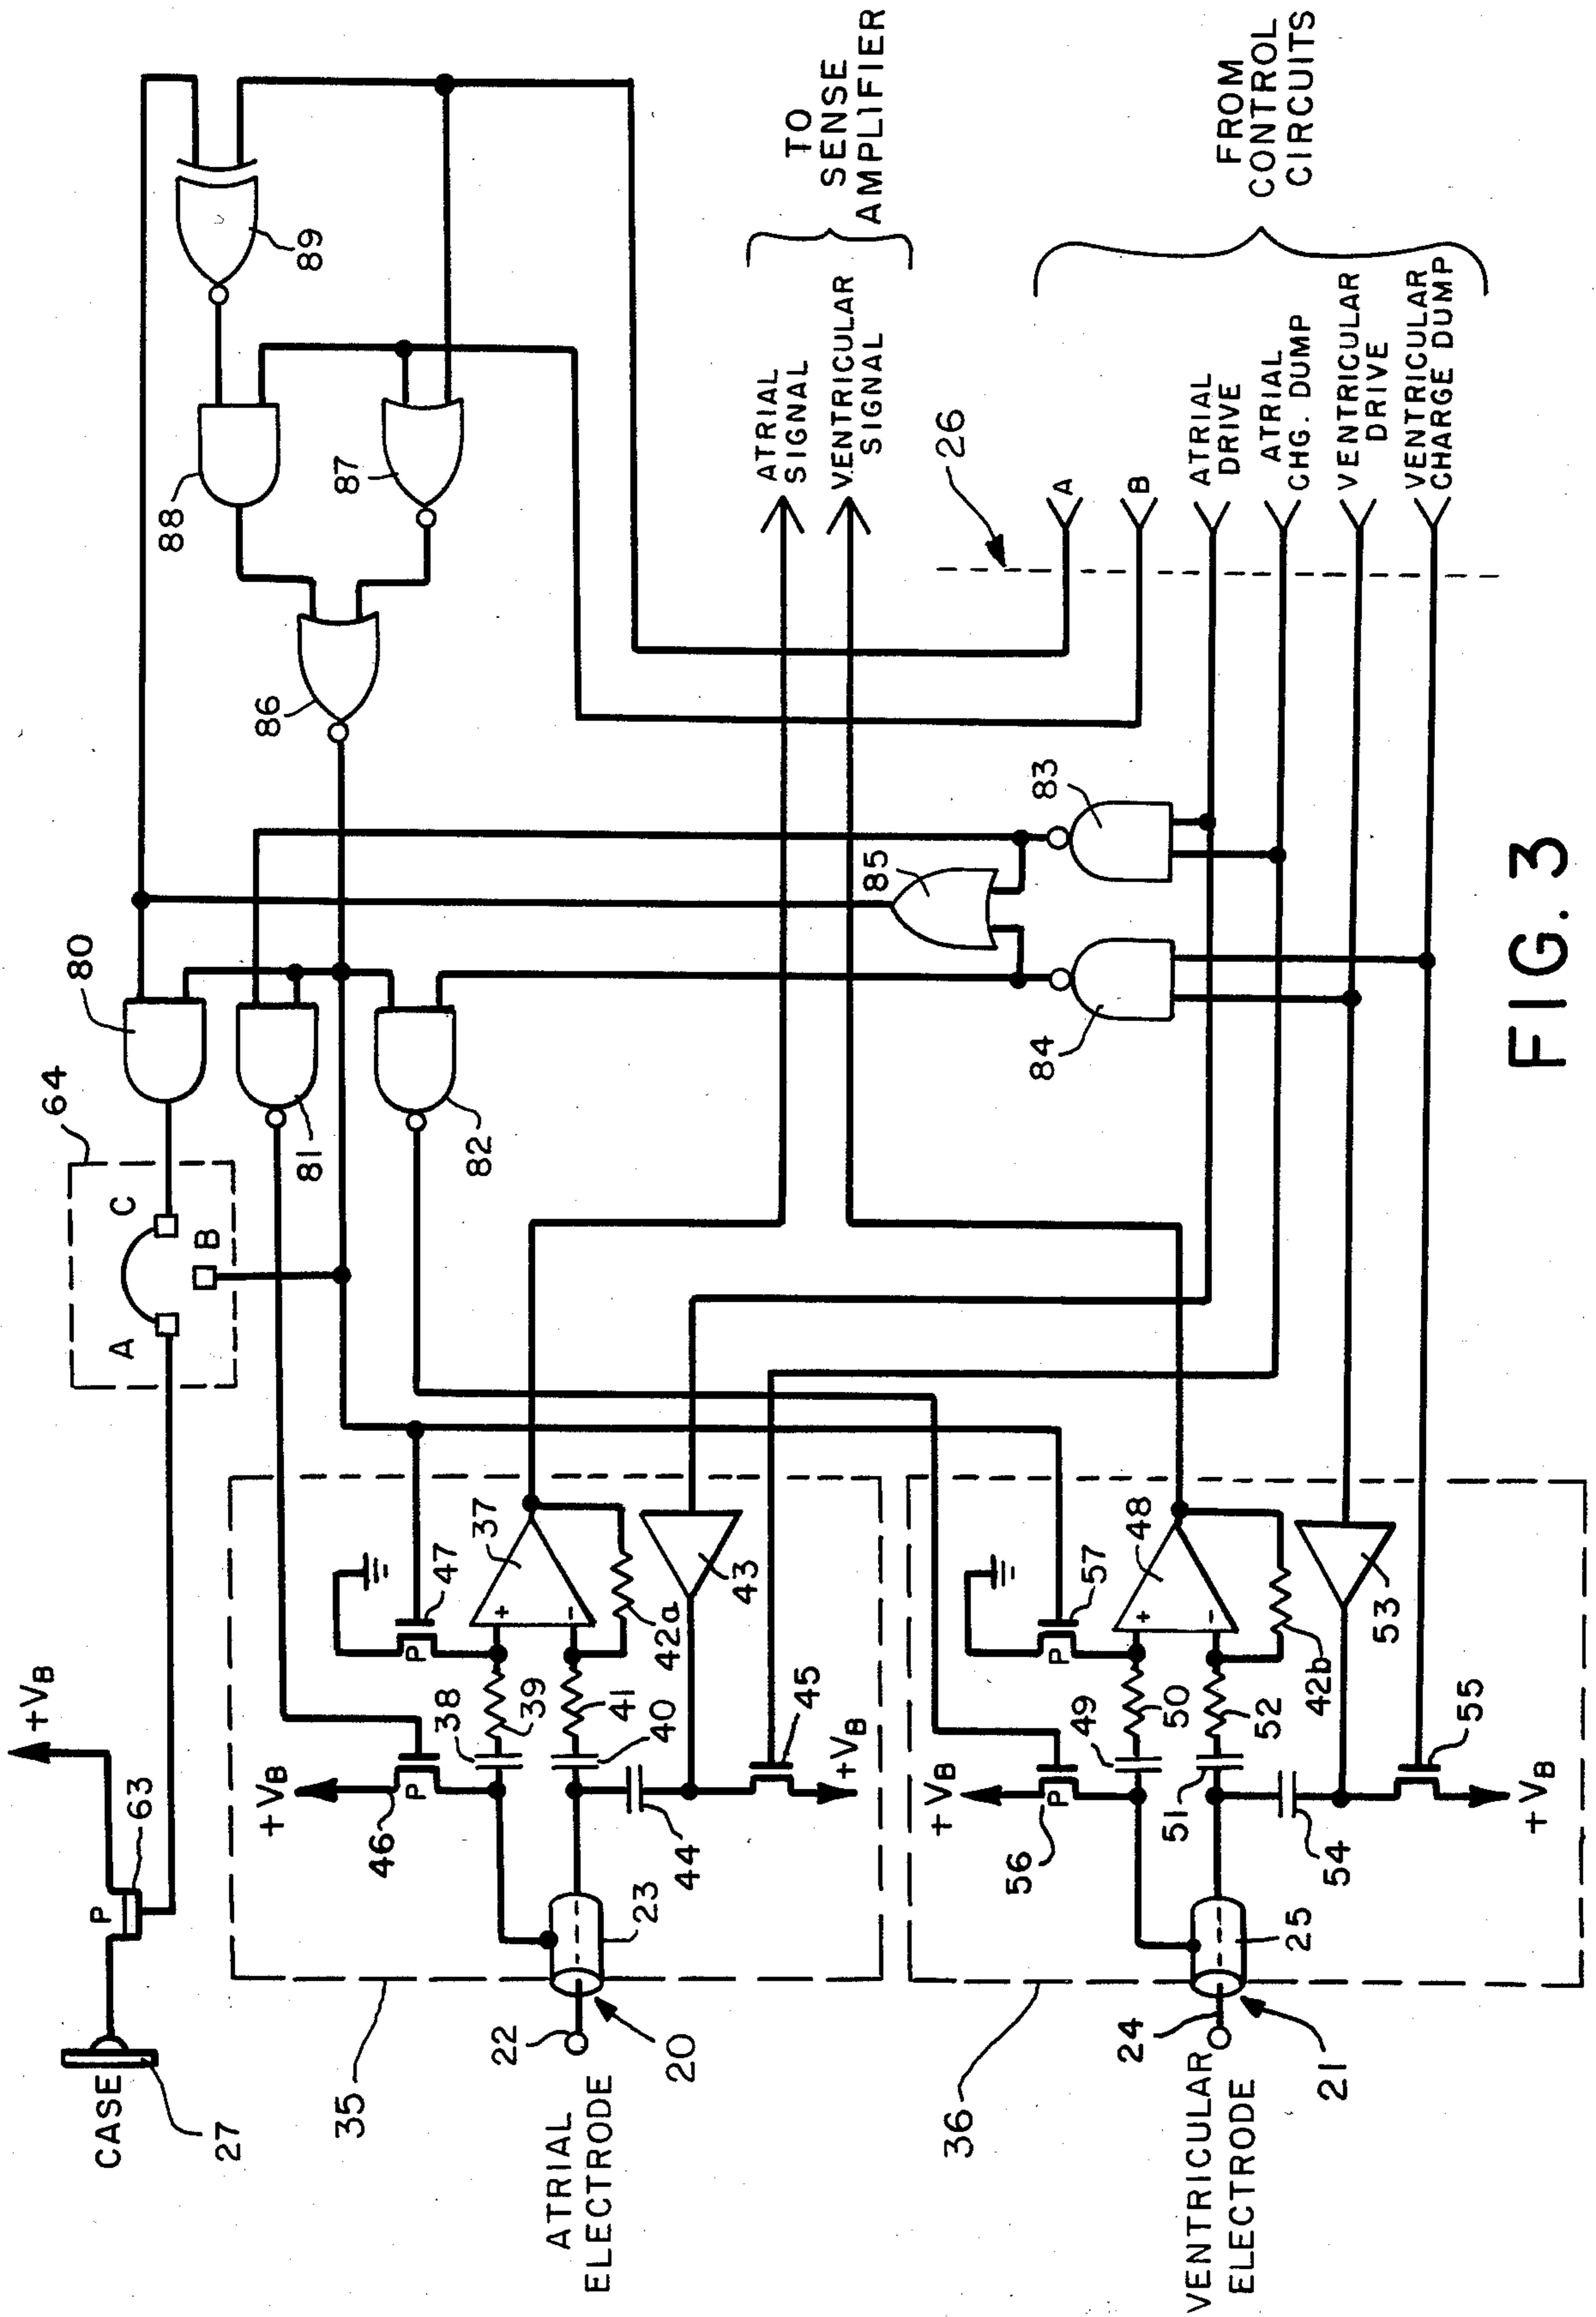 CASE
27
+VB
63
P
64
A
B
C
80
81
82
86
88
87
89
35
+VB
46
P
38
39
47
P
37
+
-
41
40
42a
43
44
45
+VB
23
22
20
ATRIAL
ELECTRODE
36
+VB
56
P
49
50
57
P
48
+
-
51
52
42b
53
54
55
+VB
25
24
21
VENTRICULAR
ELECTRODE
83
84
85
26
ATRIAL
SIGNAL
VENTRICULAR
SIGNAL
TO
SENSE
AMPLIFIER
A
B
ATRIAL
DRIVE
ATRIAL
CHG. DUMP
VENTRICULAR
DRIVE
VENTRICULAR
CHARGE DUMP
FROM
CONTROL
CIRCUITS
FIG. 3